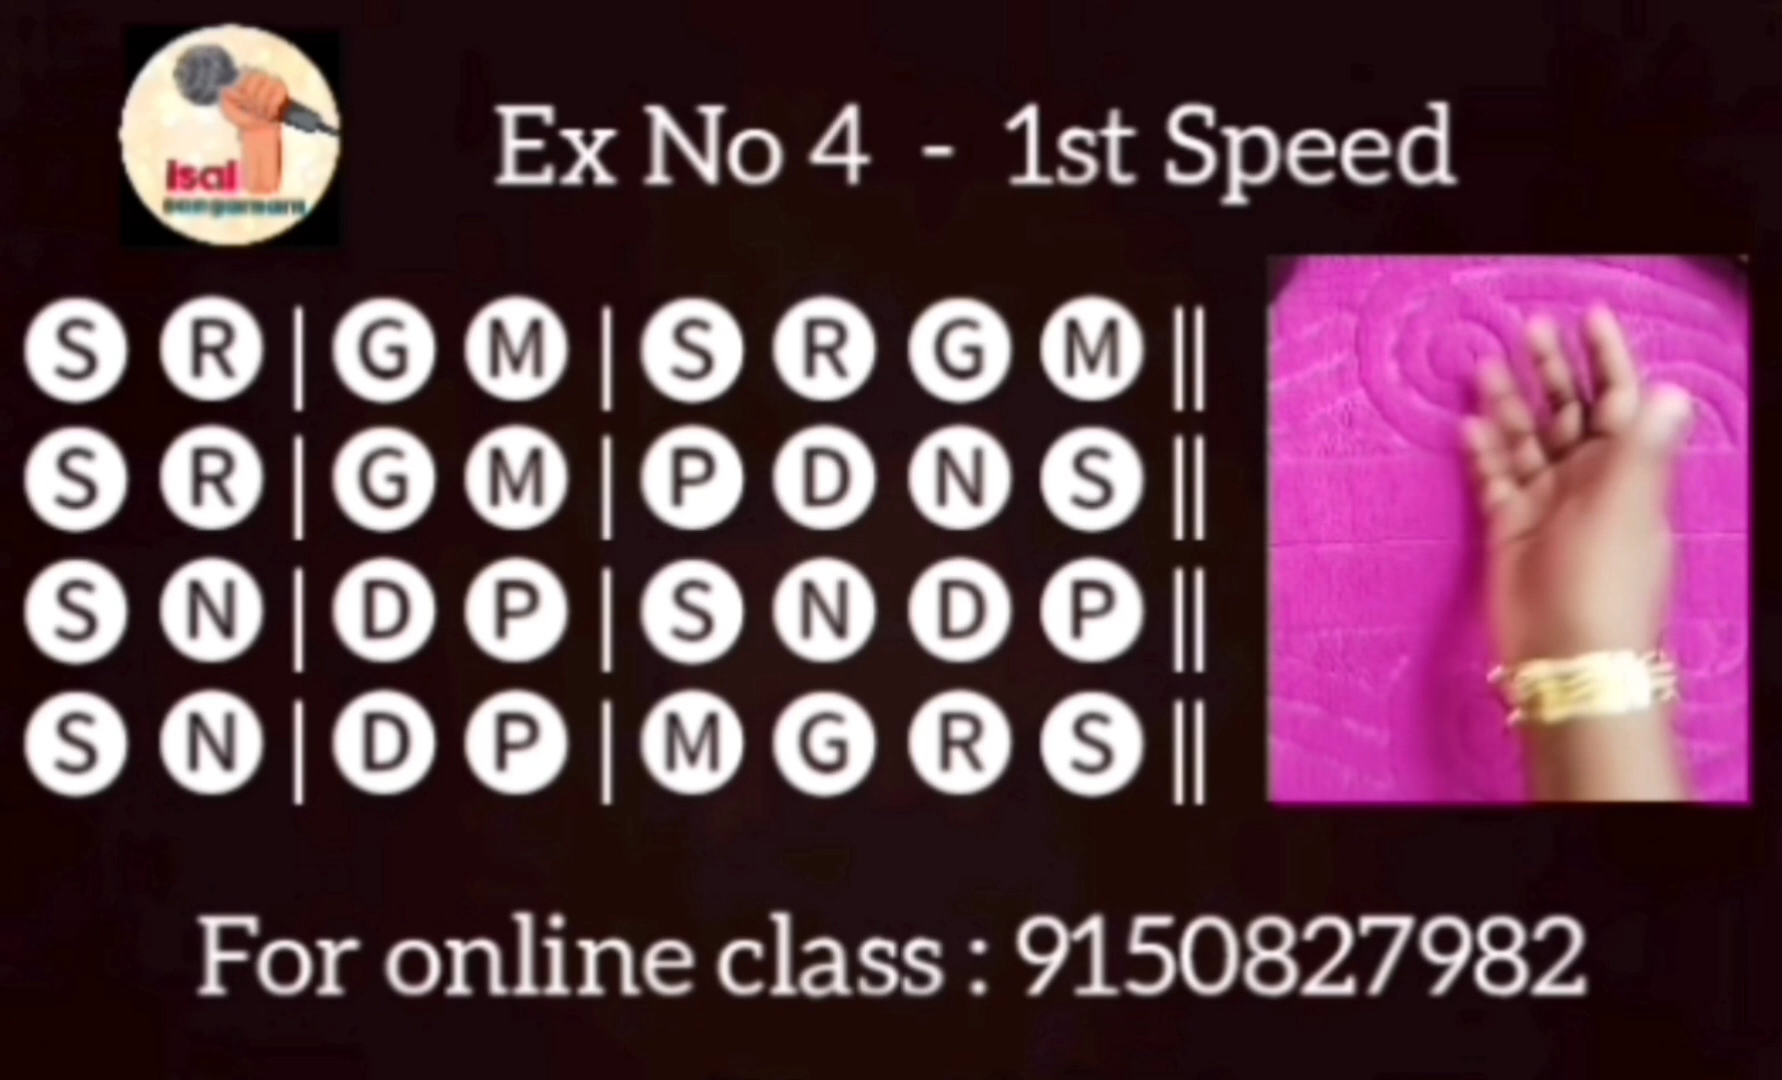 isai
Ex No 4 - 1st Speed
S R | G M | S R G M ||
S R | G M | P D N S ||
S N | D P | S N D P ||
S N | D P | M G R S ||
For online class : 9150827982